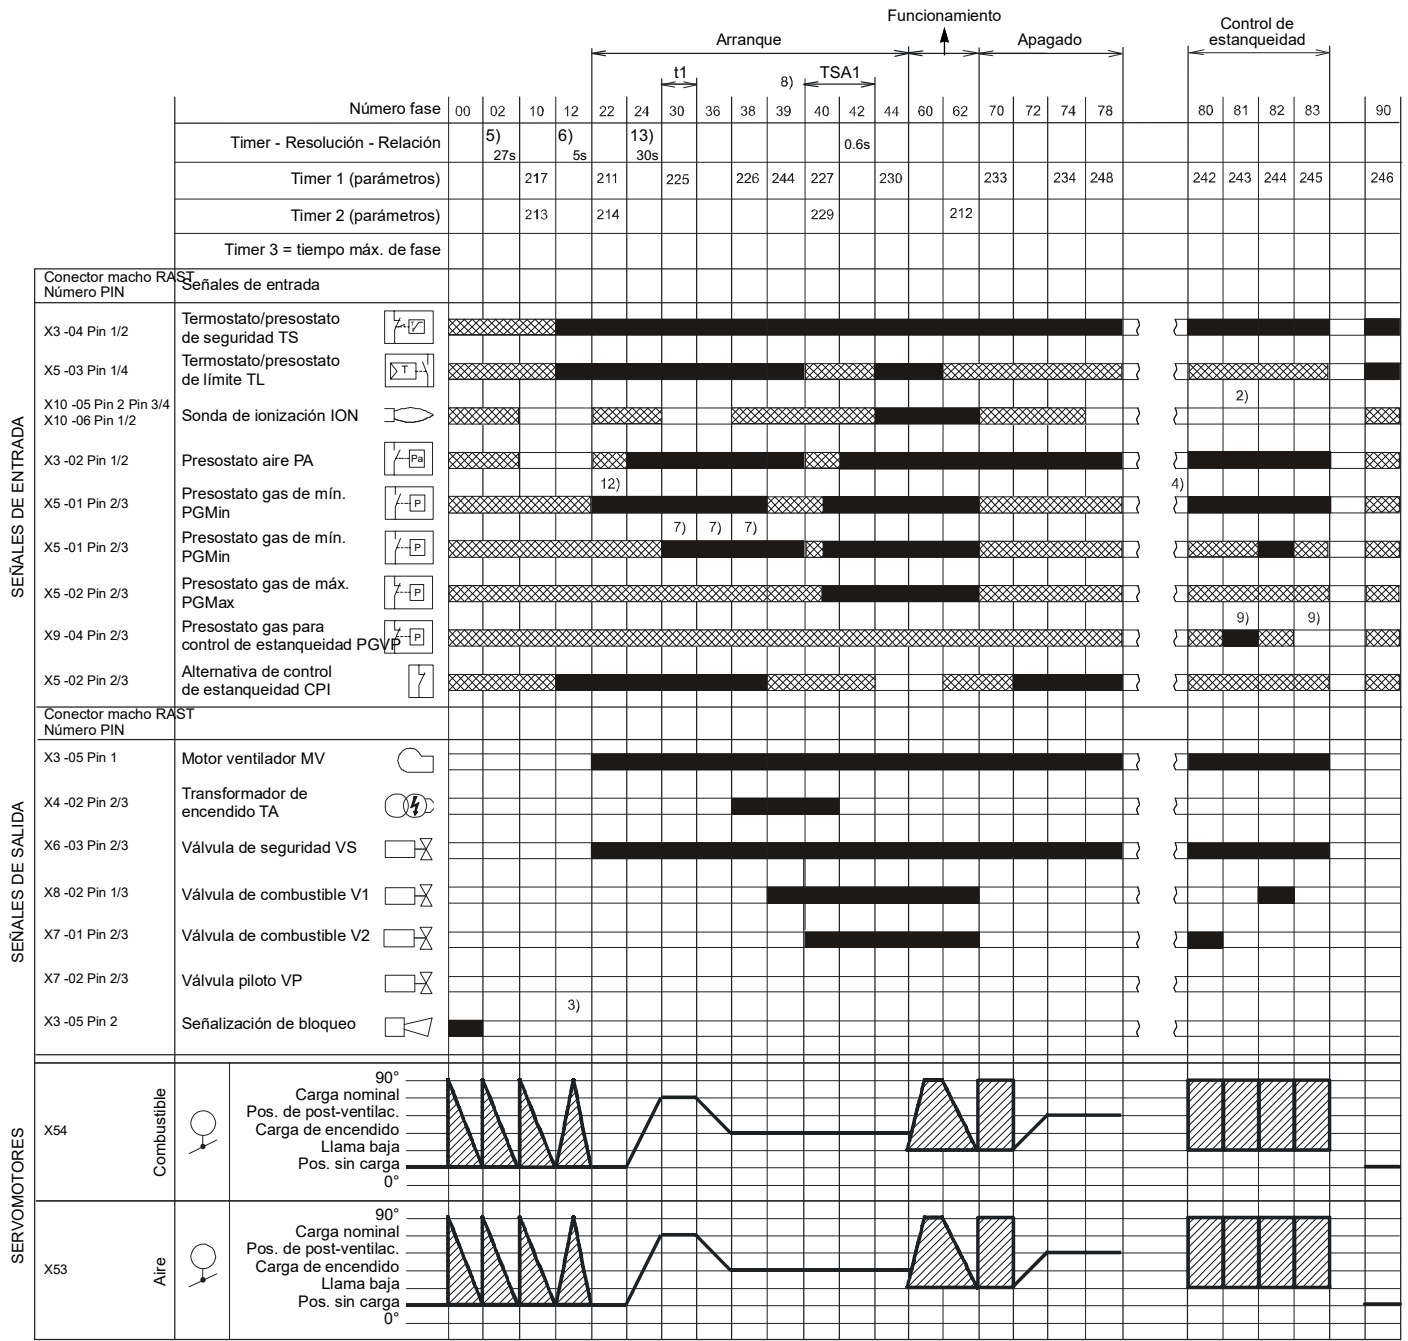 Funcionamiento
Arranque
Apagado
Control de
estanqueidad
t1
8)
TSA1
Número fase 00 02 10 12 22 24 30 36 38 39 40 42 44 60 62 70 72 74 78 80 81 82 83 90
Timer - Resolución - Relación 5) 27s 6) 5s 13) 30s 0.6s
Timer 1 (parámetros) 217 211 225 226 244 227 230 233 234 248 242 243 244 245 246
Timer 2 (parámetros) 213 214 229 212
Timer 3 = tiempo máx. de fase
SEÑALES DE ENTRADA
Conector macho RAST
Número PIN
Señales de entrada
X3 -04 Pin 1/2
Termostato/presostato
de seguridad TS
X5 -03 Pin 1/4
Termostato/presostato
de límite TL
T
2)
X10 -05 Pin 2 Pin 3/4
X10 -06 Pin 1/2
Sonda de ionización ION
X3 -02 Pin 1/2
Presostato aire PA
Pa
12)
4)
X5 -01 Pin 2/3
Presostato gas de mín.
PGMin
P
7) 7) 7)
X5 -01 Pin 2/3
Presostato gas de mín.
PGMin
P
X5 -02 Pin 2/3
Presostato gas de máx.
PGMax
P
9) 9)
X9 -04 Pin 2/3
Presostato gas para
control de estanqueidad PGVP
P
X5 -02 Pin 2/3
Alternativa de control
de estanqueidad CPI
SEÑALES DE SALIDA
Conector macho RAST
Número PIN
X3 -05 Pin 1
Motor ventilador MV
X4 -02 Pin 2/3
Transformador de
encendido TA
X6 -03 Pin 2/3
Válvula de seguridad VS
X8 -02 Pin 1/3
Válvula de combustible V1
X7 -01 Pin 2/3
Válvula de combustible V2
X7 -02 Pin 2/3
Válvula piloto VP
3)
X3 -05 Pin 2
Señalización de bloqueo
SERVOMOTORES
X54
Combustible
90°
Carga nominal
Pos. de post-ventilac.
Carga de encendido
Llama baja
Pos. sin carga
0°
X53
Aire
90°
Carga nominal
Pos. de post-ventilac.
Carga de encendido
Llama baja
Pos. sin carga
0°